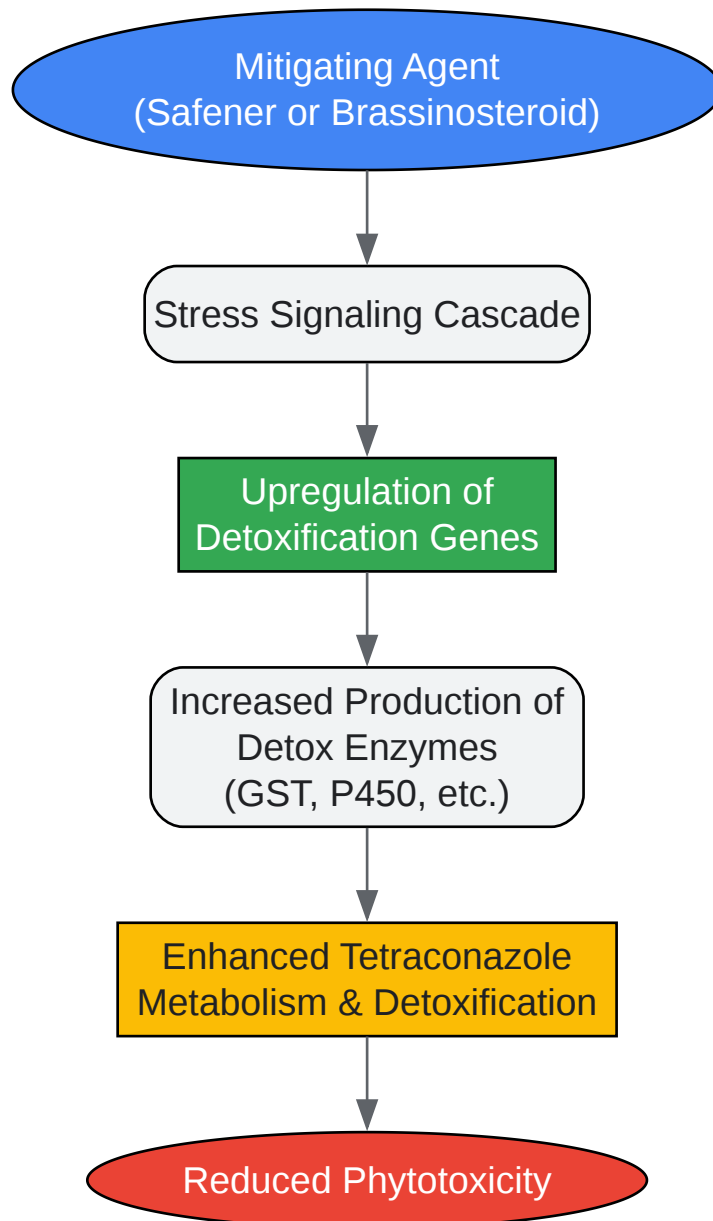 Mitigating Agent
(Safener or Brassinosteroid)
Stress Signaling Cascade
Upregulation of
Detoxification Genes
Increased Production of
Detox Enzymes
(GST, P450, etc.)
Enhanced Tetraconazole
Metabolism & Detoxification
Reduced Phytotoxicity